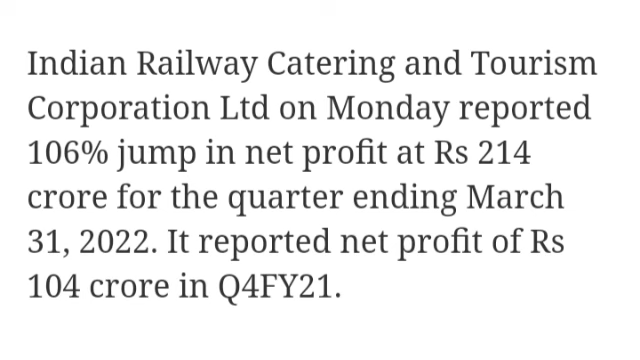 Indian Railway Catering and Tourism
Corporation Ltd on Monday reported
106% jump in net profit at Rs 214
crore for the quarter ending March
31, 2022. It reported net profit of Rs
104 crore in Q4FY21.